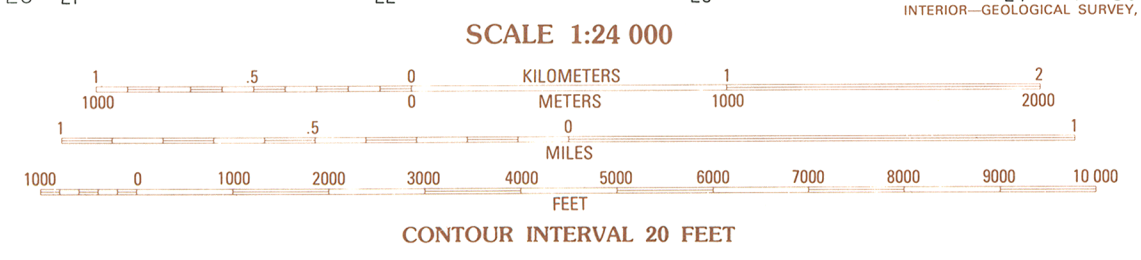 INTERIOR—GEOLOGICAL SURVEY,
SCALE 1:24 000
1 .5 0 KILOMETERS 1 2
1000 0 METERS 1000 2000
1 .5 0 1
MILES
1000 0 1000 2000 3000 4000 5000 6000 7000 8000 9000 10 000
FEET
CONTOUR INTERVAL 20 FEET